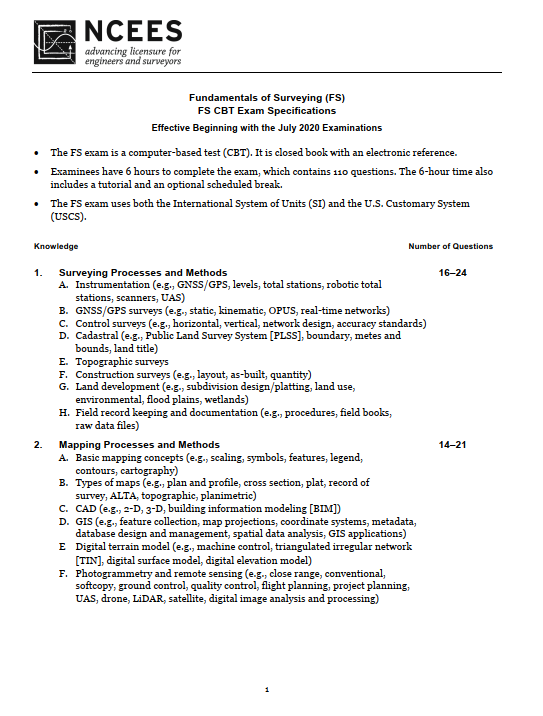 NCEES
advancing licensure for
engineers and surveyors
Fundamentals of Surveying (FS)
FS CBT Exam Specifications
Effective Beginning with the July 2020 Examinations
• The FS exam is a computer-based test (CBT). It is closed book with an electronic reference.
• Examinees have 6 hours to complete the exam, which contains 110 questions. The 6-hour time also
includes a tutorial and an optional scheduled break.
• The FS exam uses both the International System of Units (SI) and the U.S. Customary System
(USCS).
Knowledge Number of Questions
1. Surveying Processes and Methods 16–24
A. Instrumentation (e.g., GNSS/GPS, levels, total stations, robotic total
stations, scanners, UAS)
B. GNSS/GPS surveys (e.g., static, kinematic, OPUS, real-time networks)
C. Control surveys (e.g., horizontal, vertical, network design, accuracy standards)
D. Cadastral (e.g., Public Land Survey System [PLSS], boundary, metes and
bounds, land title)
E. Topographic surveys
F. Construction surveys (e.g., layout, as-built, quantity)
G. Land development (e.g., subdivision design/platting, land use,
environmental, flood plains, wetlands)
H. Field record keeping and documentation (e.g., procedures, field books,
raw data files)
2. Mapping Processes and Methods 14–21
A. Basic mapping concepts (e.g., scaling, symbols, features, legend,
contours, cartography)
B. Types of maps (e.g., plan and profile, cross section, plat, record of
survey, ALTA, topographic, planimetric)
C. CAD (e.g., 2-D, 3-D, building information modeling [BIM])
D. GIS (e.g., feature collection, map projections, coordinate systems, metadata,
database design and management, spatial data analysis, GIS applications)
E Digital terrain model (e.g., machine control, triangulated irregular network
[TIN], digital surface model, digital elevation model)
F. Photogrammetry and remote sensing (e.g., close range, conventional,
softcopy, ground control, quality control, flight planning, project planning,
UAS, drone, LiDAR, satellite, digital image analysis and processing)
1